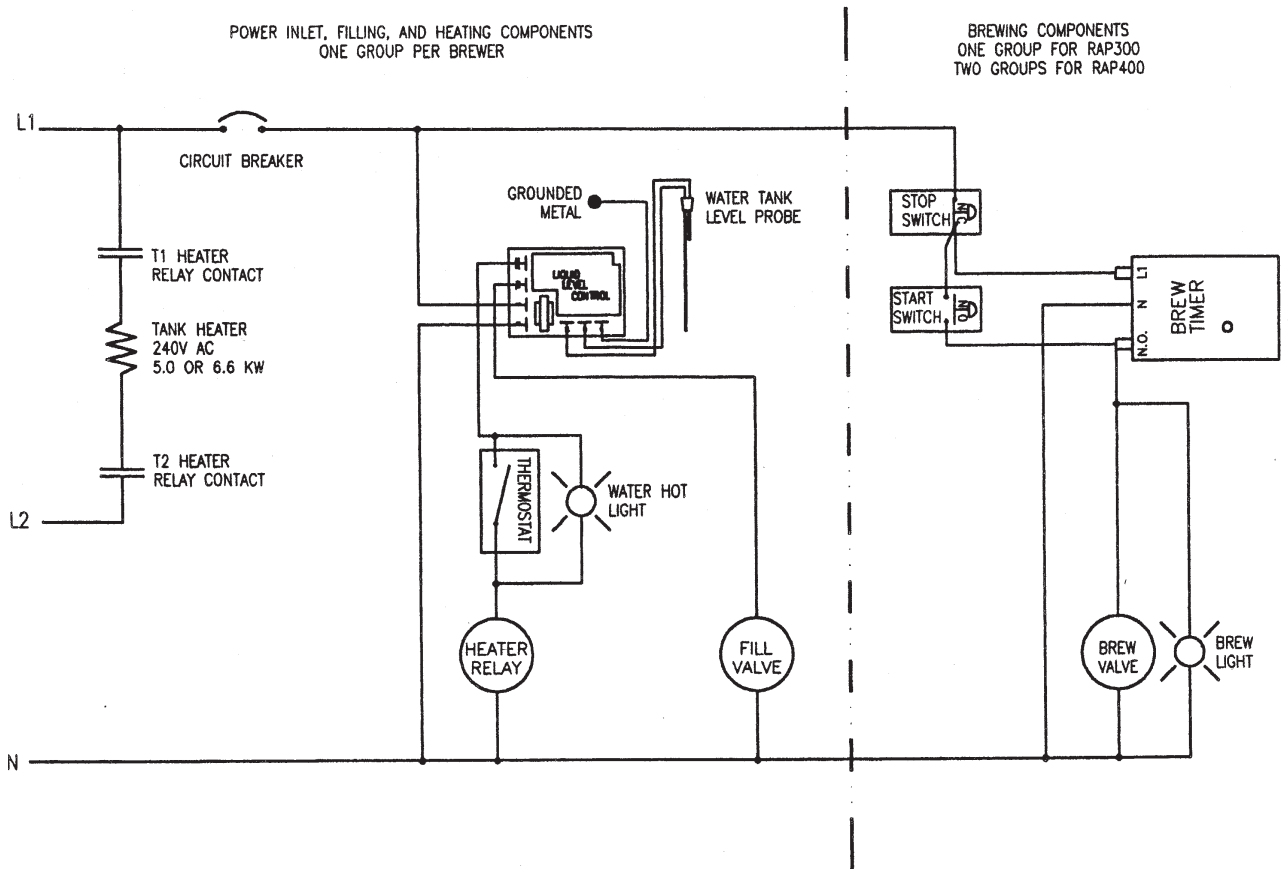 POWER INLET, FILLING, AND HEATING COMPONENTS
ONE GROUP PER BREWER
BREWING COMPONENTS
ONE GROUP FOR RAP300
TWO GROUPS FOR RAP400
L1
CIRCUIT BREAKER
T1 HEATER
RELAY CONTACT
TANK HEATER
240V AC
5.0 OR 6.6 KW
T2 HEATER
RELAY CONTACT
L2
GROUNDED
METAL
WATER TANK
LEVEL PROBE
LIQUID
LEVEL
CONTROL
THERMOSTAT
WATER HOT
LIGHT
HEATER
RELAY
FILL
VALVE
STOP
SWITCH
N
C
START
SWITCH
N
O
L1
N
N.O.
BREW
TIMER
BREW
VALVE
BREW
LIGHT
N